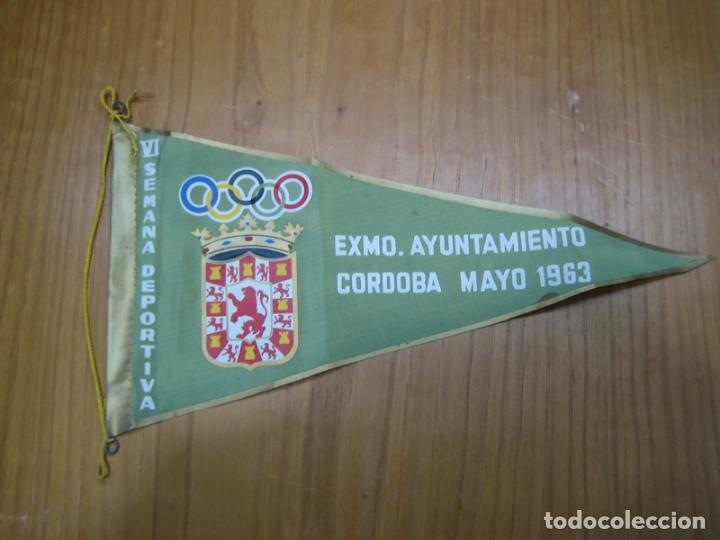 VI SEMANA DEPORTIVA
EXMO. AYUNTAMIENTO
CORDOBA MAYO 1963
todocoleccion